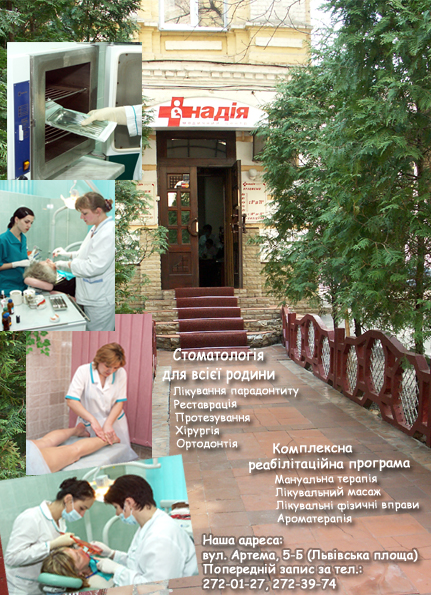 надія
Стоматологія
для всієї родини
Лікування парадонтиту
Реставрація
Протезування
Хірургія
Ортодонтія
Комплексна
реабілітаційна програма
Мануальна терапія
Лікувальний масаж
Лікувальні фізичні вправи
Ароматерапія
Наша адреса:
вул. Артема, 5-Б (Львівська площа)
Попередній запис за тел.:
272-01-27, 272-39-74